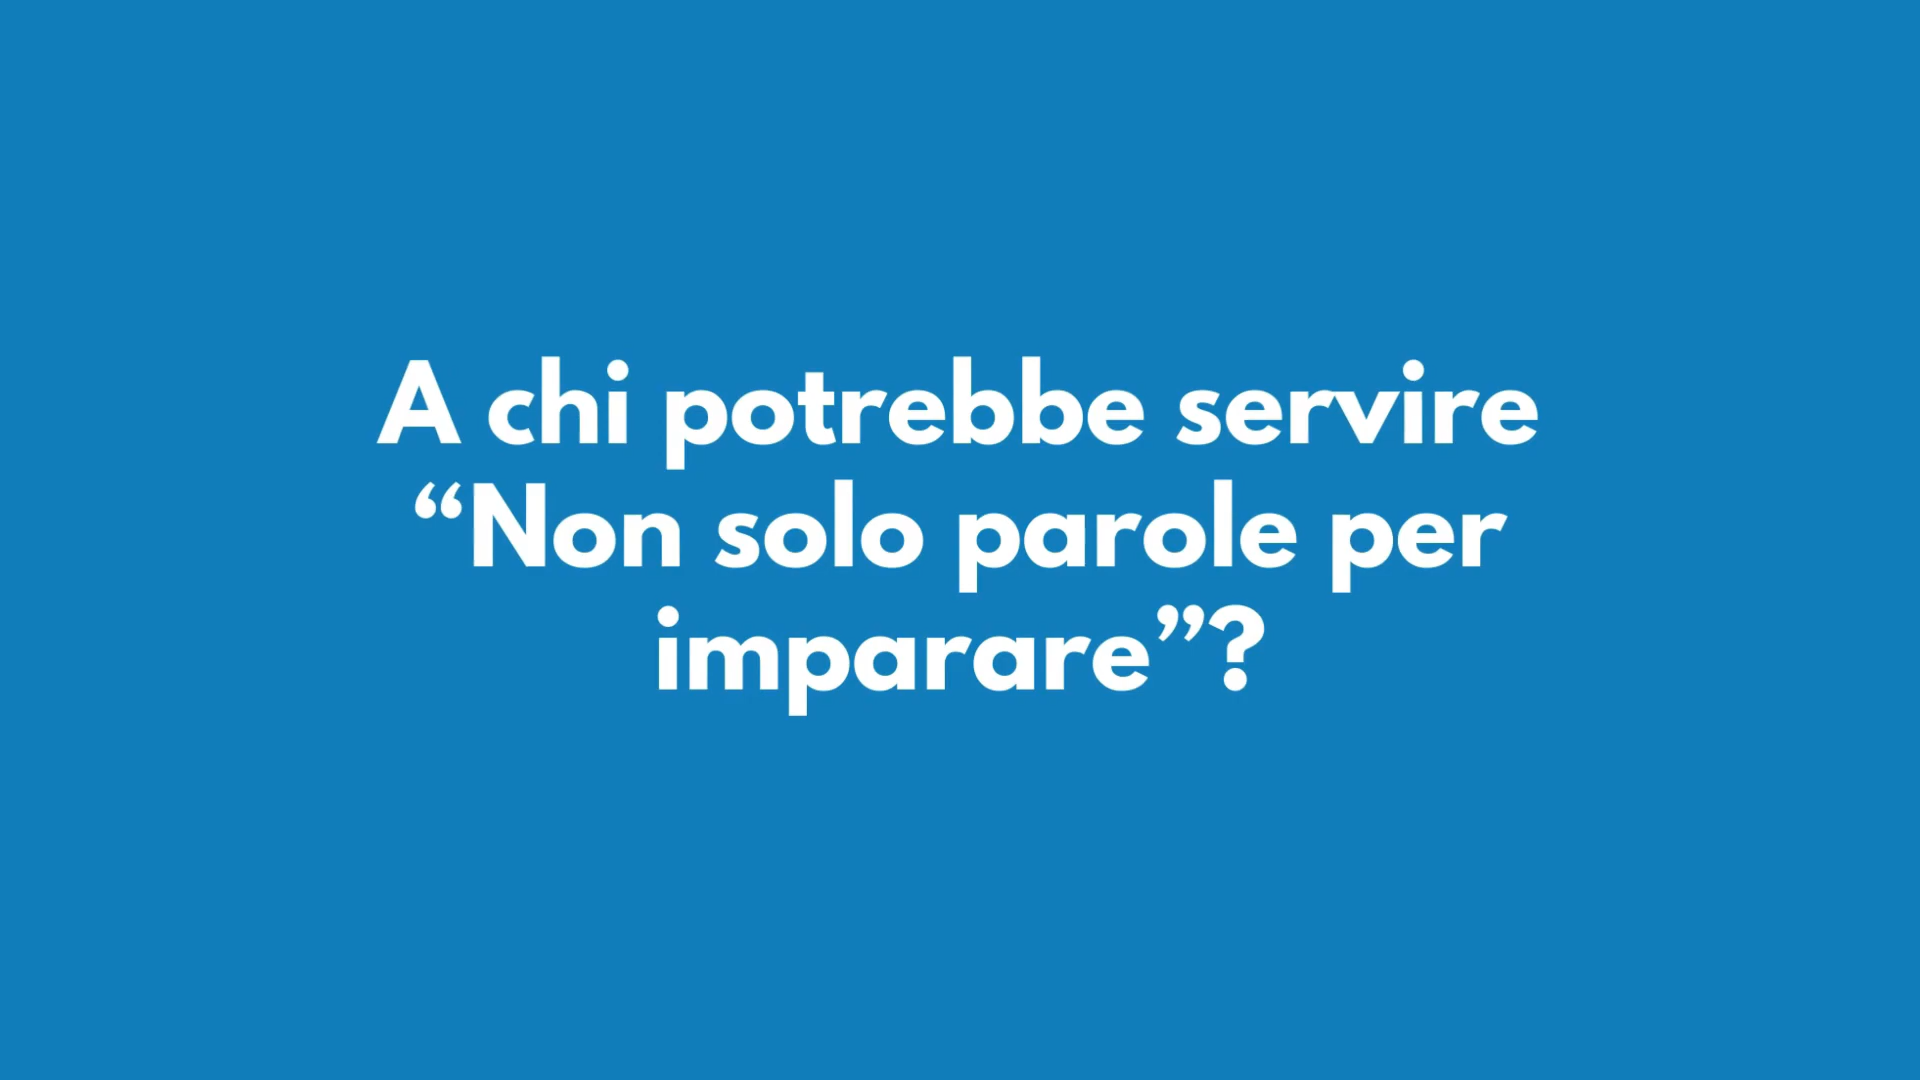 A chi potrebbe servire
“Non solo parole per
imparare”?